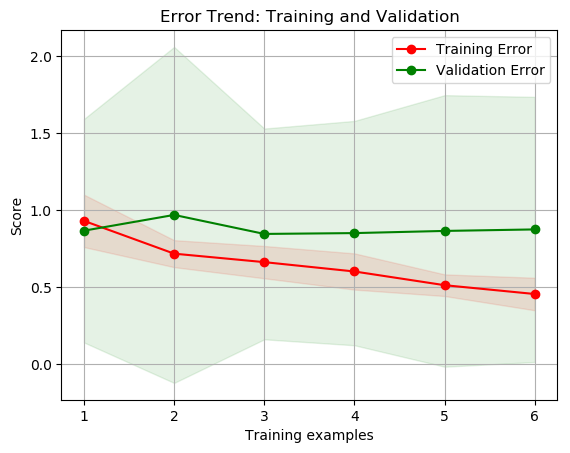 Error Trend: Training and Validation
Training Error
Validation Error
Score
2.0
1.5
1.0
0.5
0.0
1 2 3 4 5 6
Training examples